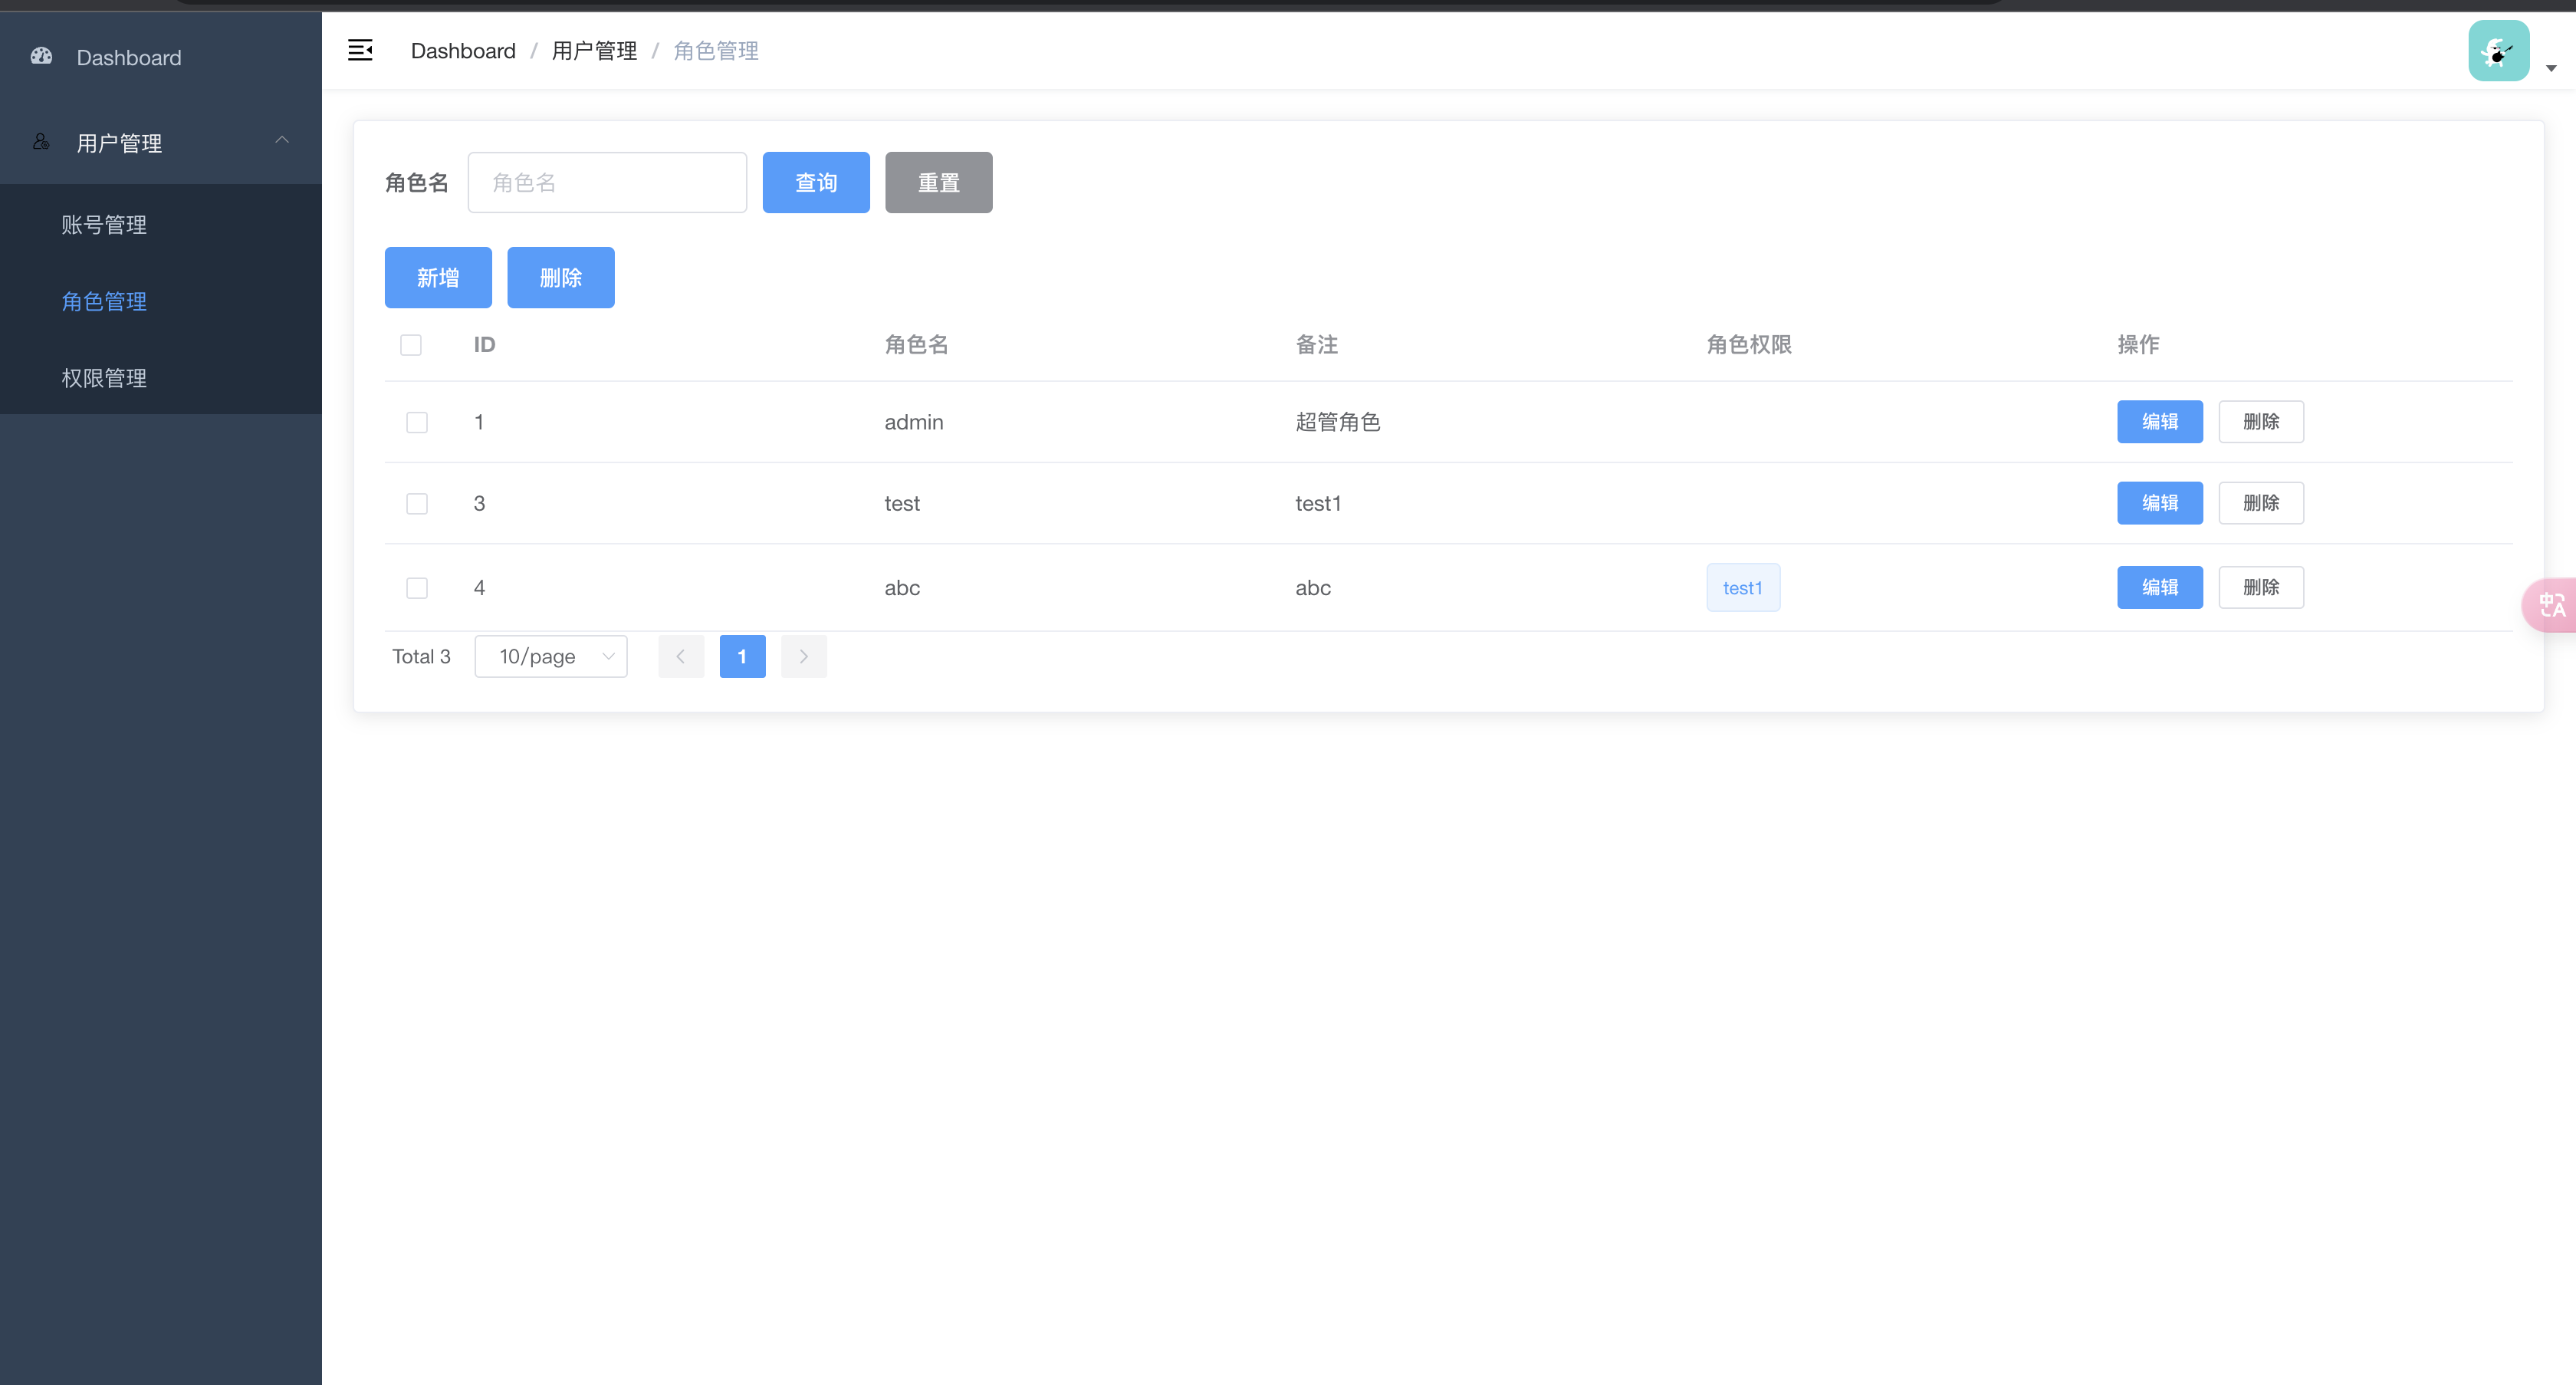 Dashboard
用户管理
账号管理
角色管理
权限管理
Dashboard / 用户管理 / 角色管理
角色名 角色名 查询 重置
新增 删除
ID 角色名 备注 角色权限 操作
1 admin 超管角色 编辑 删除
3 test test1 编辑 删除
4 abc abc test1 编辑 删除
Total 3 10/page 1
中A